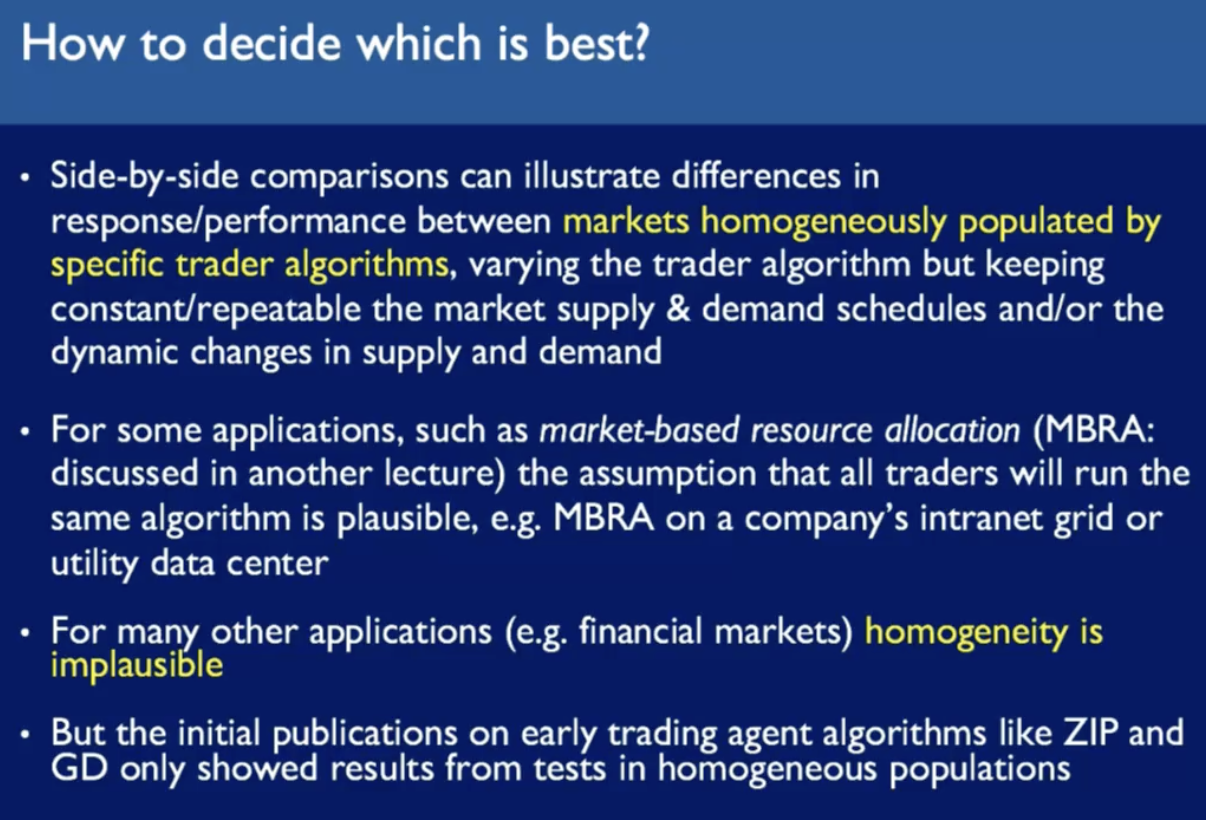 How to decide which is best?
• Side-by-side comparisons can illustrate differences in
response/performance between markets homogeneously populated by
specific trader algorithms, varying the trader algorithm but keeping
constant/repeatable the market supply & demand schedules and/or the
dynamic changes in supply and demand
• For some applications, such as market-based resource allocation (MBRA:
discussed in another lecture) the assumption that all traders will run the
same algorithm is plausible, e.g. MBRA on a company’s intranet grid or
utility data center
• For many other applications (e.g. financial markets) homogeneity is
implausible
• But the initial publications on early trading agent algorithms like ZIP and
GD only showed results from tests in homogeneous populations